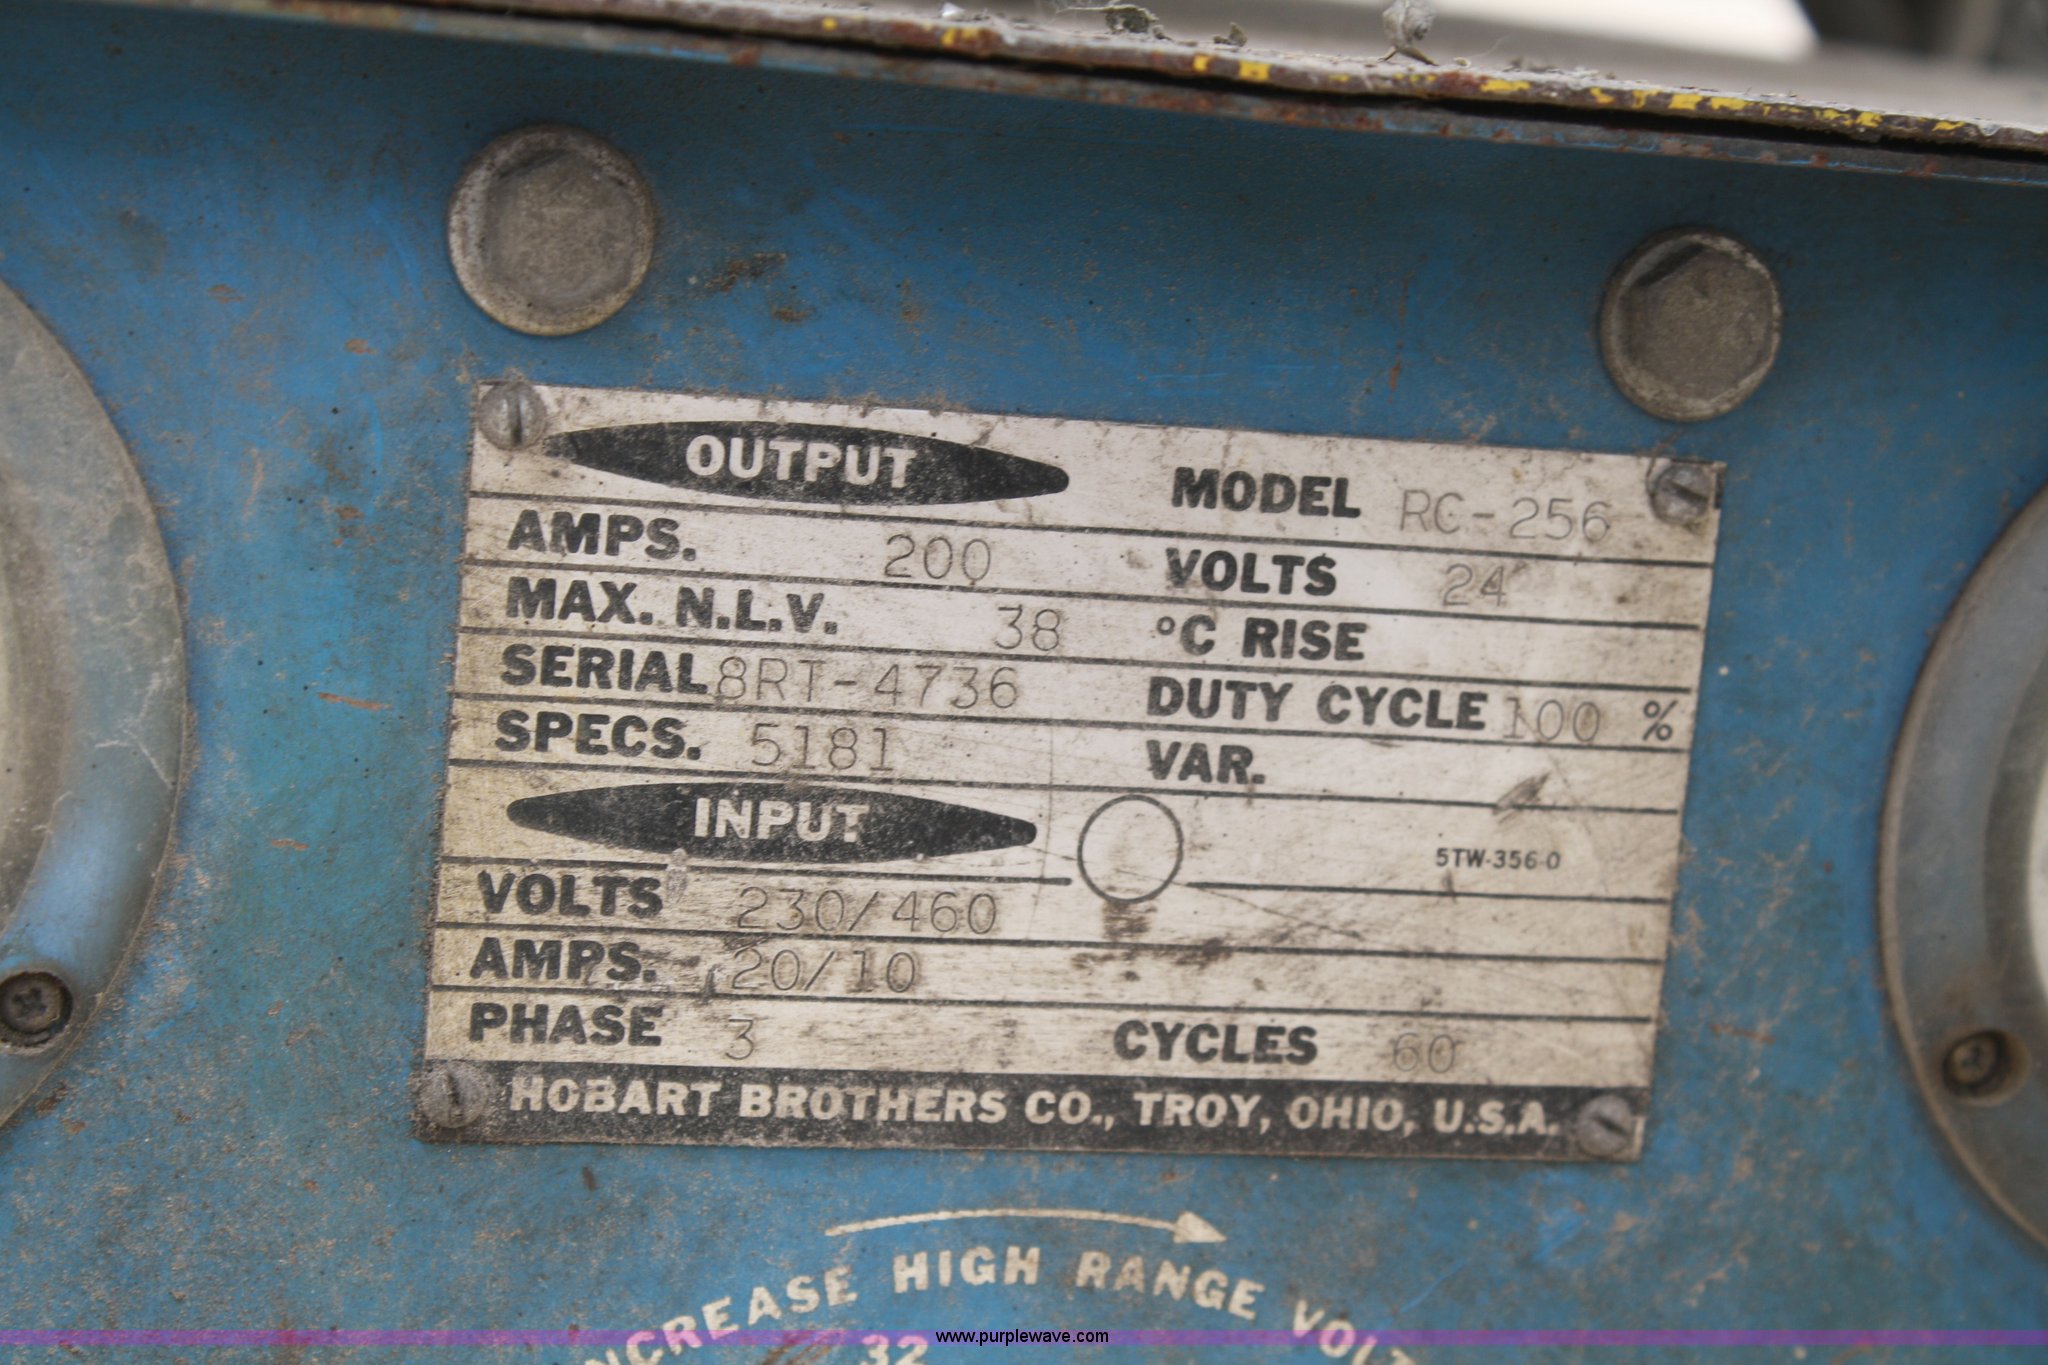 OUTPUT MODEL RC-256
AMPS. 200 VOLTS 24
MAX. N.L.V. 38 °C RISE
SERIAL 8RT-4736 DUTY CYCLE 100 %
SPECS. 5181 VAR.
INPUT 5TW-356-0
VOLTS 230/460
AMPS. 20/10
PHASE 3 CYCLES 60
HOBART BROTHERS CO., TROY, OHIO, U.S.A.
NCREASE HIGH RANGE VOLT
32
www.purplewave.com